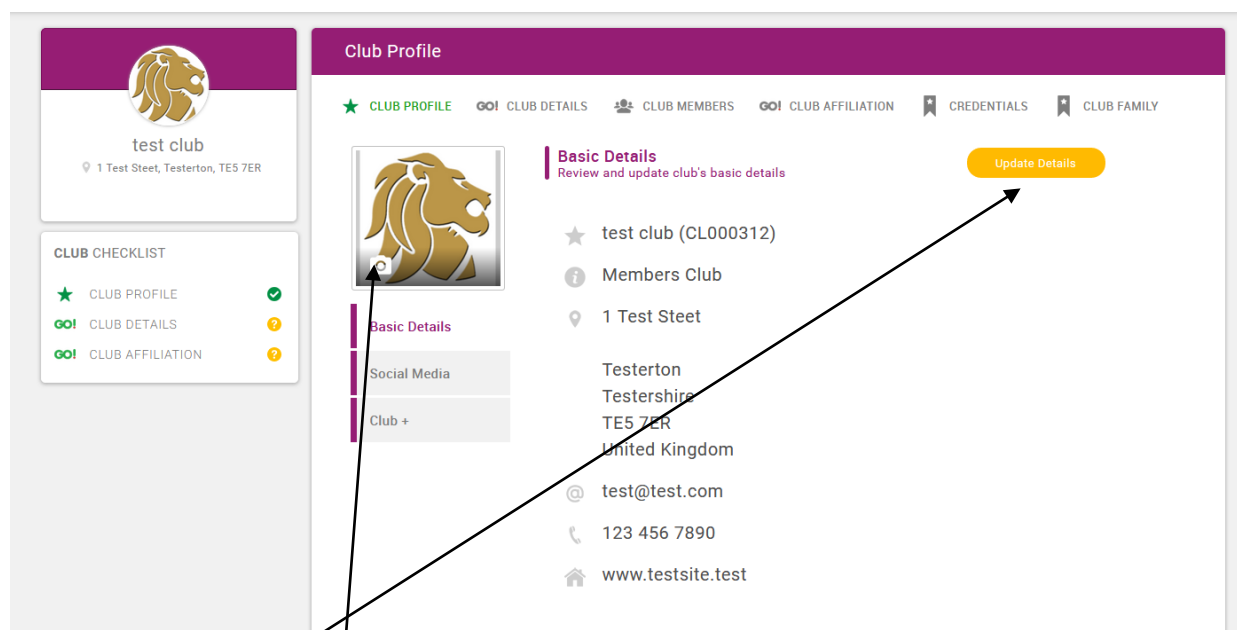 test club
1 Test Steet, Testerton, TE5 7ER
CLUB CHECKLIST
CLUB PROFILE
GO! CLUB DETAILS ?
GO! CLUB AFFILIATION ?
Club Profile
CLUB PROFILE GO! CLUB DETAILS CLUB MEMBERS GO! CLUB AFFILIATION CREDENTIALS CLUB FAMILY
Basic Details
Social Media
Club +
Basic Details
Review and update club's basic details
Update Details
test club (CL000312)
i Members Club
1 Test Steet
Testerton
Testershire
TE5 7ER
United Kingdom
@ test@test.com
123 456 7890
www.testsite.test